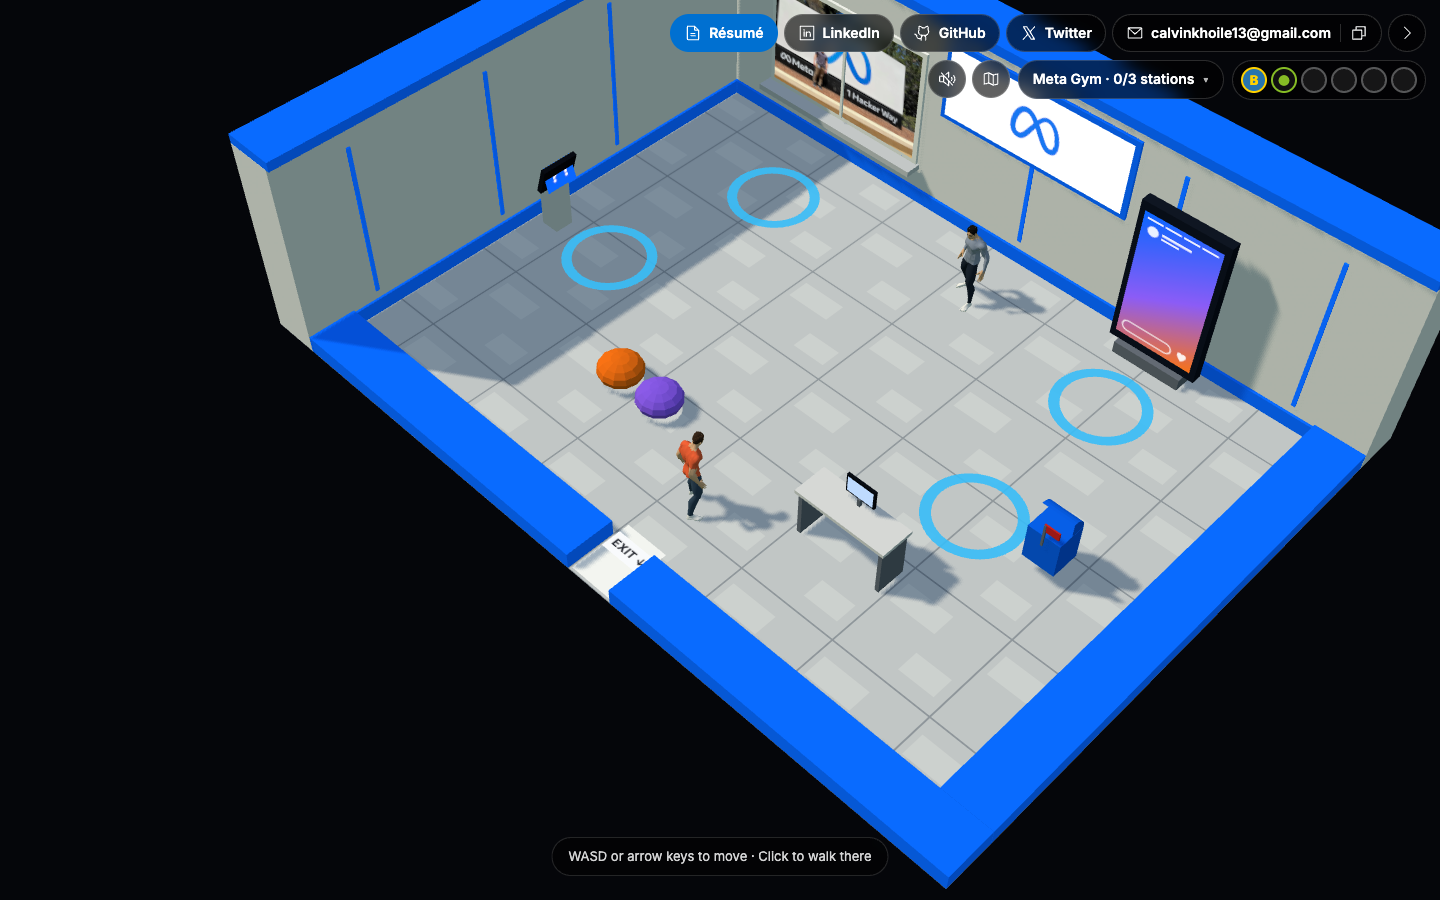 Résumé
LinkedIn
GitHub
Twitter
calvinkhoile13@gmail.com
Meta Gym · 0/3 stations
B
Meta
1 Hacker Way
EXIT ↓
WASD or arrow keys to move · Click to walk there